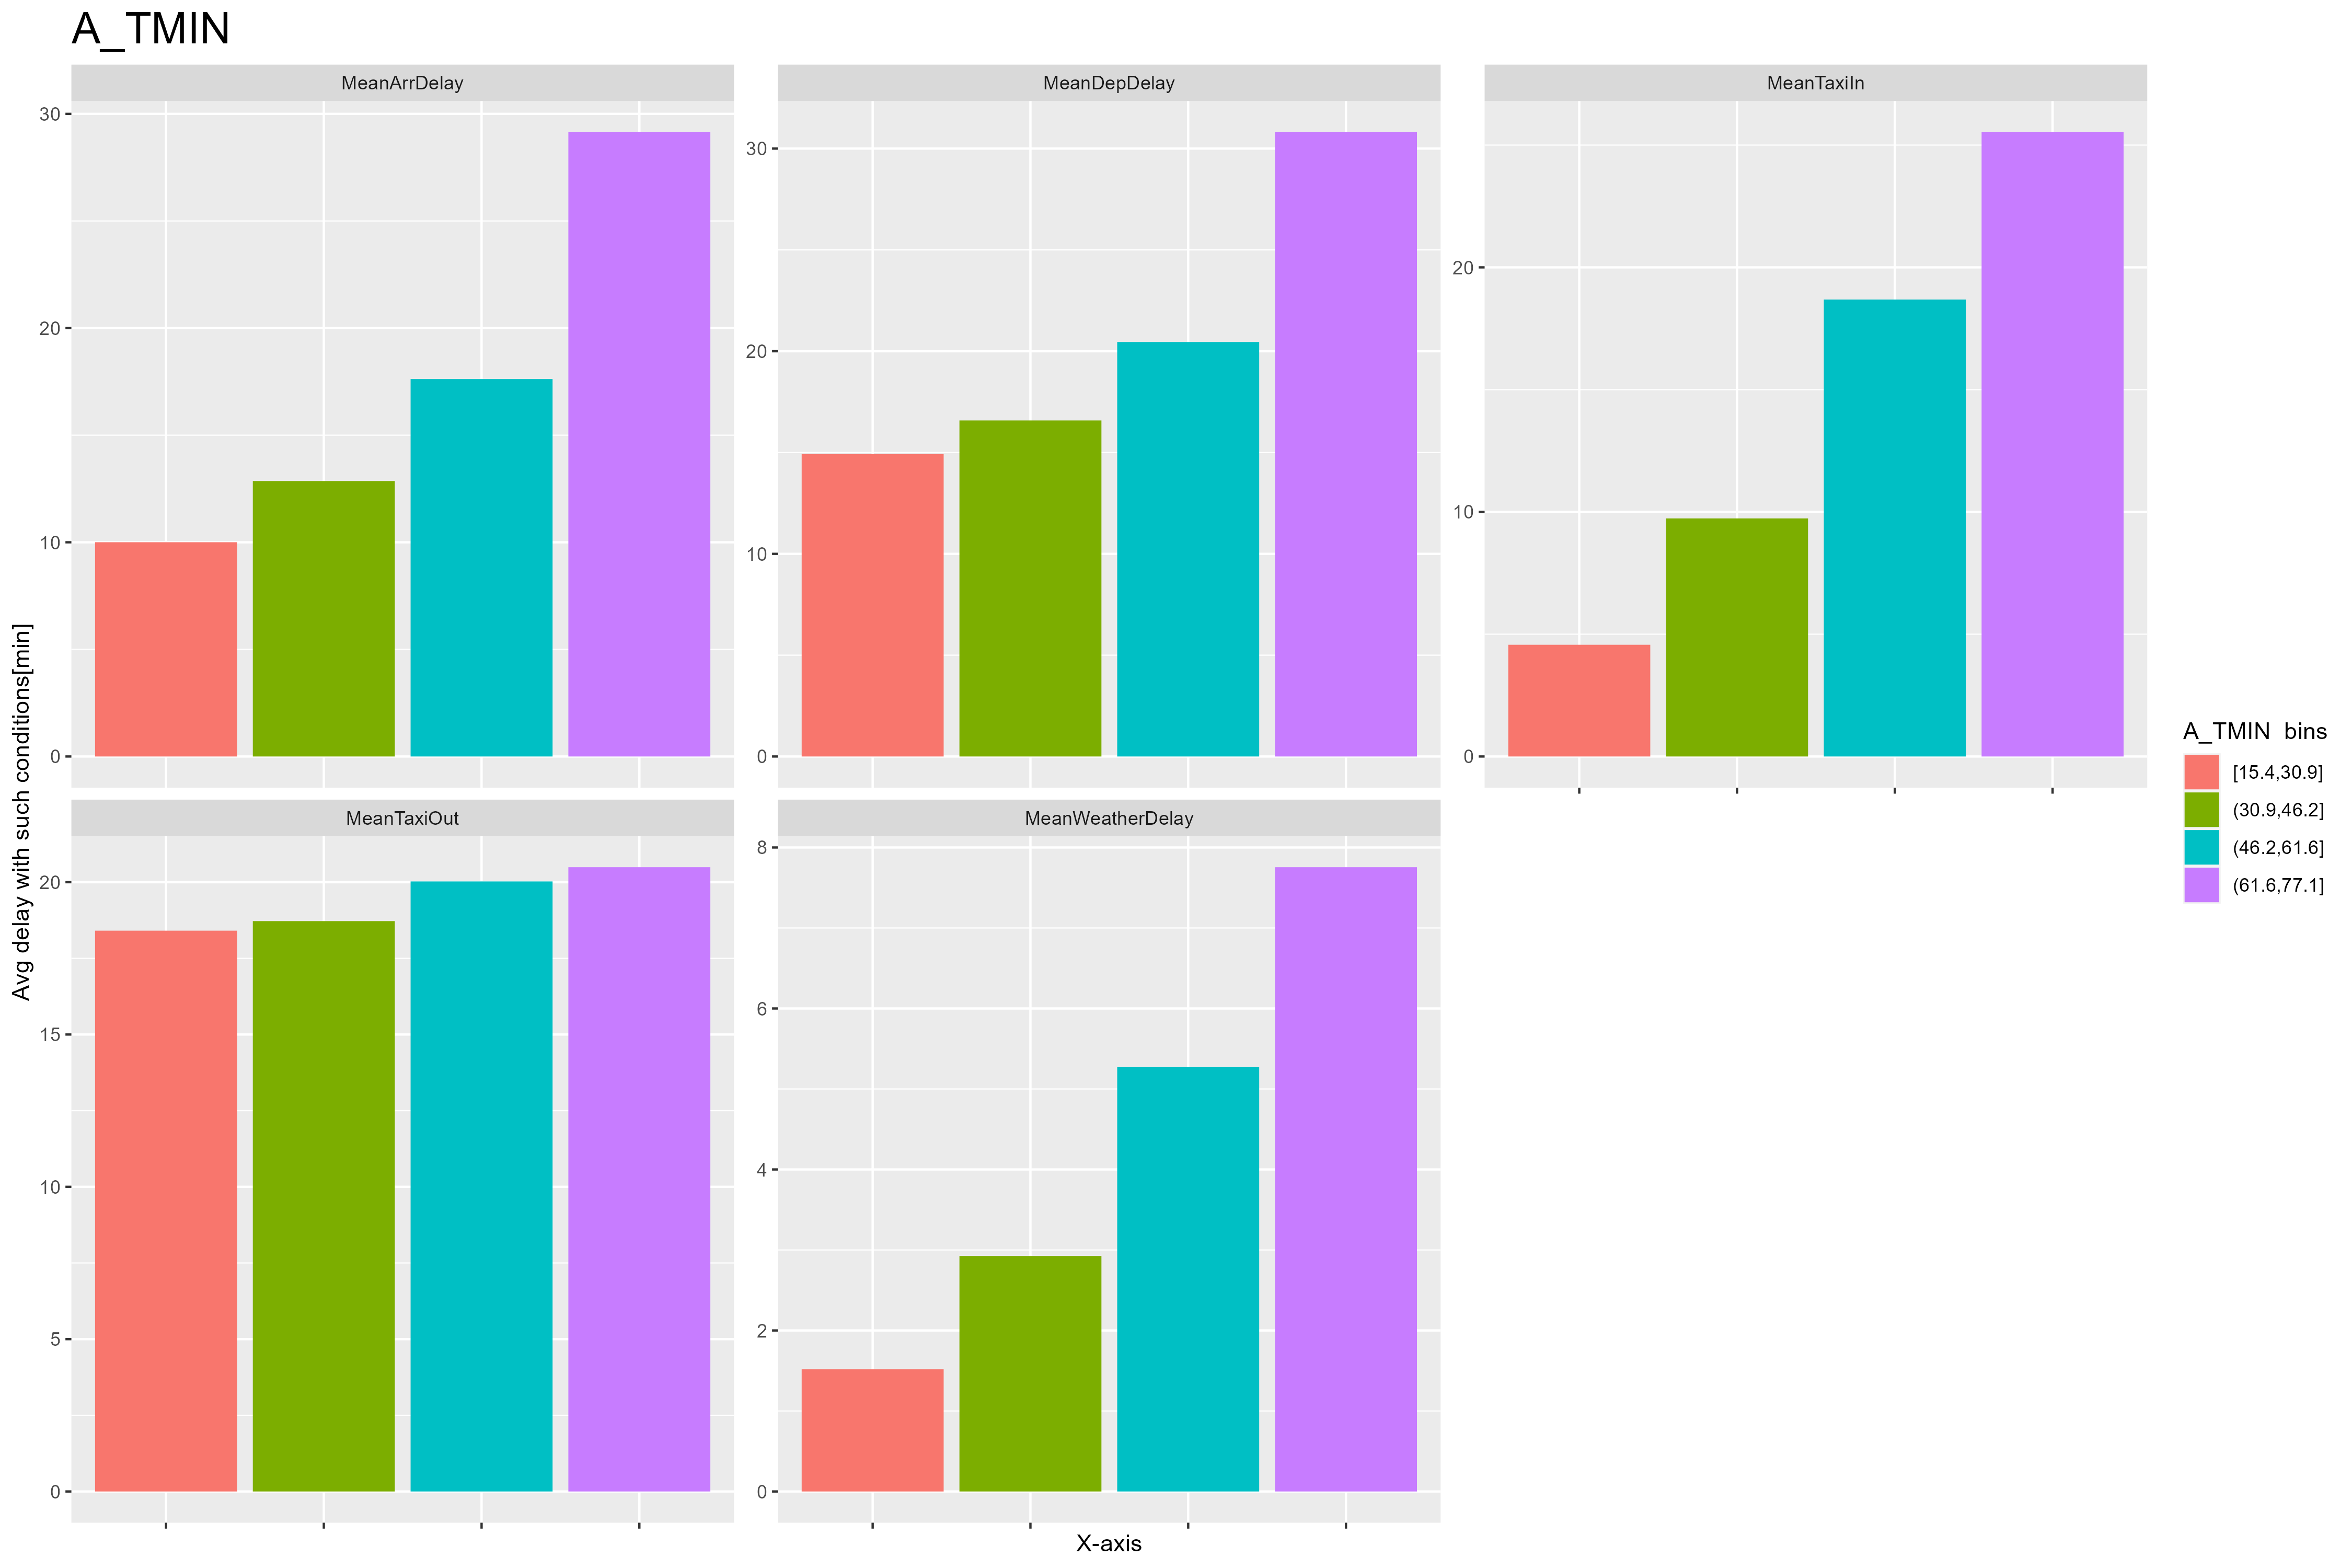 A_TMIN
MeanArrDelay
MeanDepDelay
MeanTaxiIn
30
20
10
0
30
20
10
0
20
10
0
MeanTaxiOut
MeanWeatherDelay
20
15
10
5
0
8
6
4
2
0
Avg delay with such conditions[min]
X-axis
A_TMIN  bins
[15.4,30.9]
(30.9,46.2]
(46.2,61.6]
(61.6,77.1]